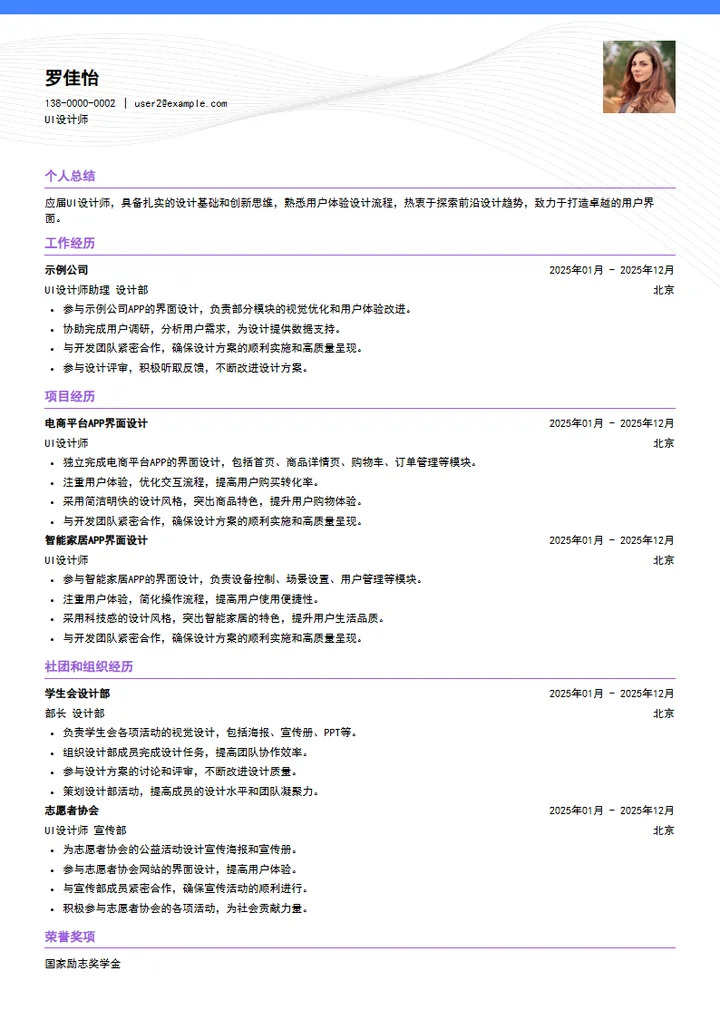 罗佳怡
138-0000-0002 | user2@example.com
UI设计师
个人总结
应届UI设计师，具备扎实的设计基础和创新思维，熟悉用户体验设计流程，热衷于探索前沿设计趋势，致力于打造卓越的用户界
面。
工作经历
示例公司 2025年01月 - 2025年12月
UI设计师助理 设计部 北京
• 参与示例公司APP的界面设计，负责部分模块的视觉优化和用户体验改进。
• 协助完成用户调研，分析用户需求，为设计提供数据支持。
• 与开发团队紧密合作，确保设计方案的顺利实施和高质量呈现。
• 参与设计评审，积极听取反馈，不断改进设计方案。
项目经历
电商平台APP界面设计 2025年01月 - 2025年12月
UI设计师 北京
• 独立完成电商平台APP的界面设计，包括首页、商品详情页、购物车、订单管理等模块。
• 注重用户体验，优化交互流程，提高用户购买转化率。
• 采用简洁明快的设计风格，突出商品特色，提升用户购物体验。
• 与开发团队紧密合作，确保设计方案的顺利实施和高质量呈现。
智能家居APP界面设计 2025年01月 - 2025年12月
UI设计师 北京
• 参与智能家居APP的界面设计，负责设备控制、场景设置、用户管理等模块。
• 注重用户体验，简化操作流程，提高用户使用便捷性。
• 采用科技感的设计风格，突出智能家居的特色，提升用户生活品质。
• 与开发团队紧密合作，确保设计方案的顺利实施和高质量呈现。
社团和组织经历
学生会设计部 2025年01月 - 2025年12月
部长 设计部 北京
• 负责学生会各项活动的视觉设计，包括海报、宣传册、PPT等。
• 组织设计部成员完成设计任务，提高团队协作效率。
• 参与设计方案的讨论和评审，不断改进设计质量。
• 策划设计部活动，提高成员的设计水平和团队凝聚力。
志愿者协会 2025年01月 - 2025年12月
UI设计师 宣传部 北京
• 为志愿者协会的公益活动设计宣传海报和宣传册。
• 参与志愿者协会网站的界面设计，提高用户体验。
• 与宣传部成员紧密合作，确保宣传活动的顺利进行。
• 积极参与志愿者协会的各项活动，为社会贡献力量。
荣誉奖项
国家励志奖学金